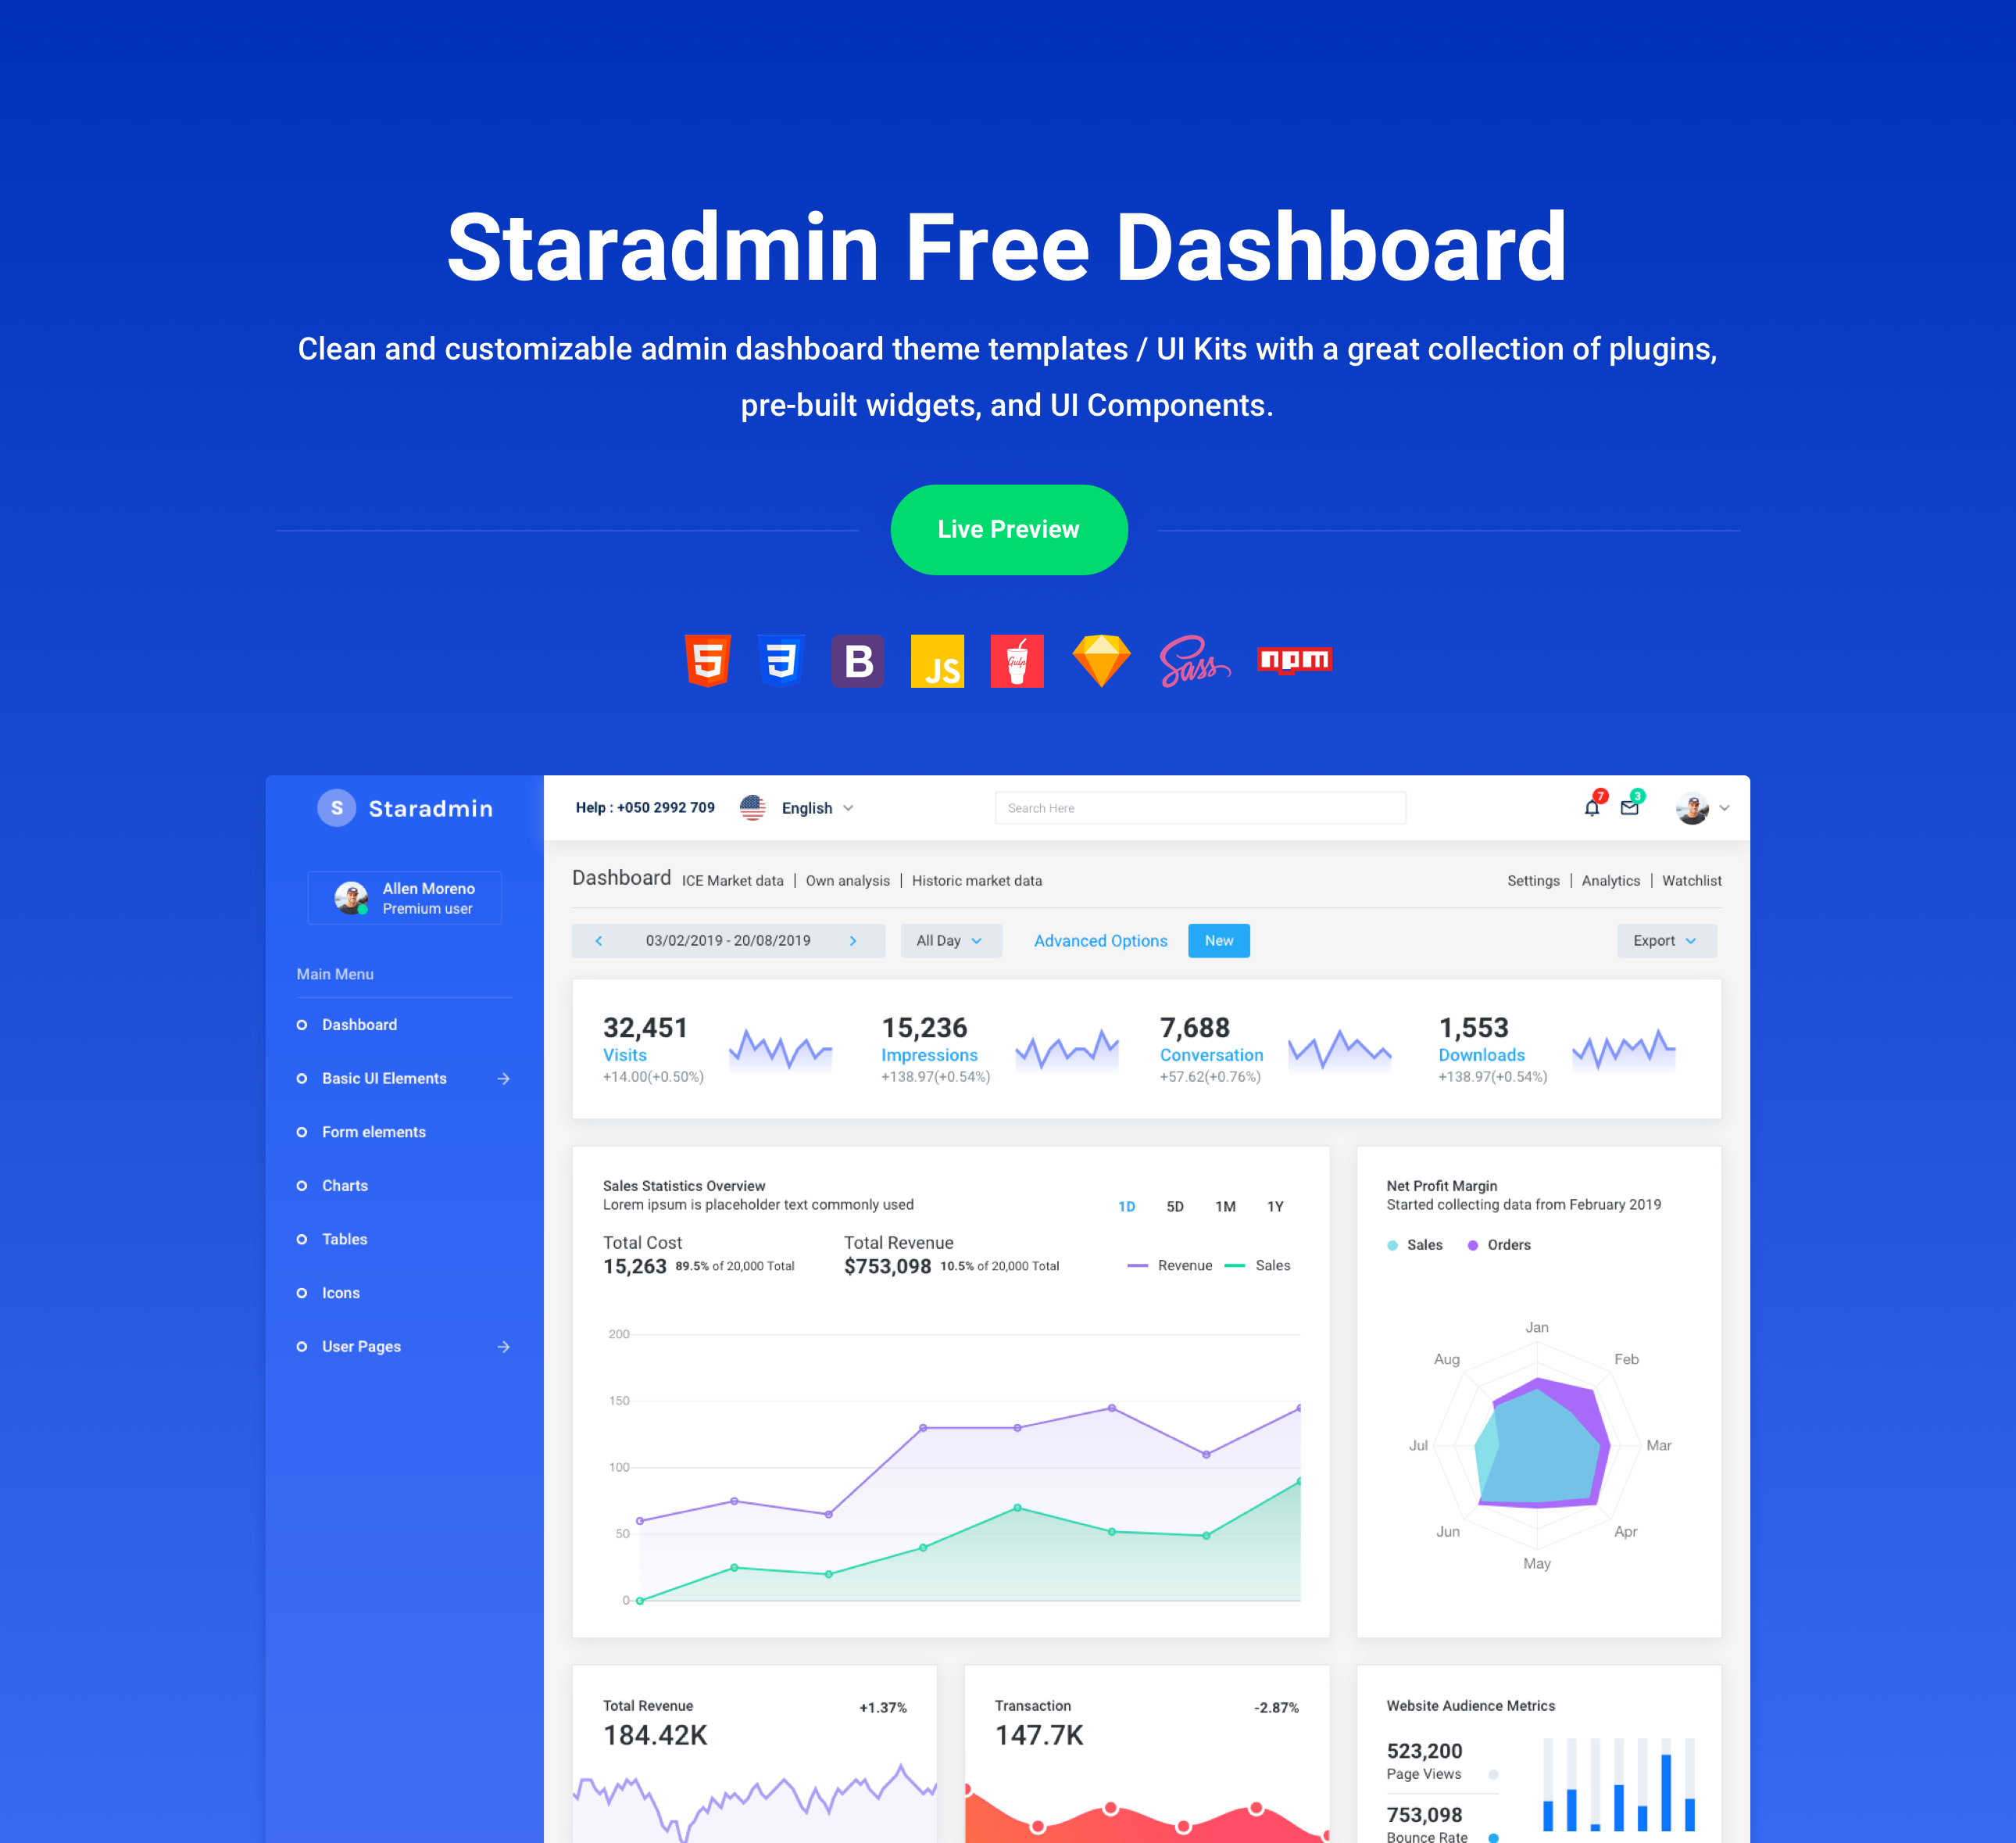 Staradmin Free Dashboard
Clean and customizable admin dashboard theme templates / UI Kits with a great collection of plugins,
pre-built widgets, and UI Components.
Live Preview
5 3 B JS Gulp Sass npm
S Staradmin
Help : +050 2992 709 English Search Here 7 3
Allen Moreno
Premium user
Main Menu
Dashboard
Basic UI Elements
Form elements
Charts
Tables
Icons
User Pages
Dashboard ICE Market data | Own analysis | Historic market data
Settings | Analytics | Watchlist
03/02/2019 - 20/08/2019 All Day Advanced Options New Export
32,451
Visits
+14.00(+0.50%)
15,236
Impressions
+138.97(+0.54%)
7,688
Conversation
+57.62(+0.76%)
1,553
Downloads
+138.97(+0.54%)
Sales Statistics Overview
Lorem ipsum is placeholder text commonly used
1D 5D 1M 1Y
Total Cost
15,263 89.5% of 20,000 Total
Total Revenue
$753,098 10.5% of 20,000 Total
Revenue Sales
200
150
100
50
0
Net Profit Margin
Started collecting data from February 2019
Sales Orders
Jan
Feb
Mar
Apr
May
Jun
Jul
Aug
Total Revenue +1.37%
184.42K
Transaction -2.87%
147.7K
Website Audience Metrics
523,200
Page Views
753,098
Bounce Rate